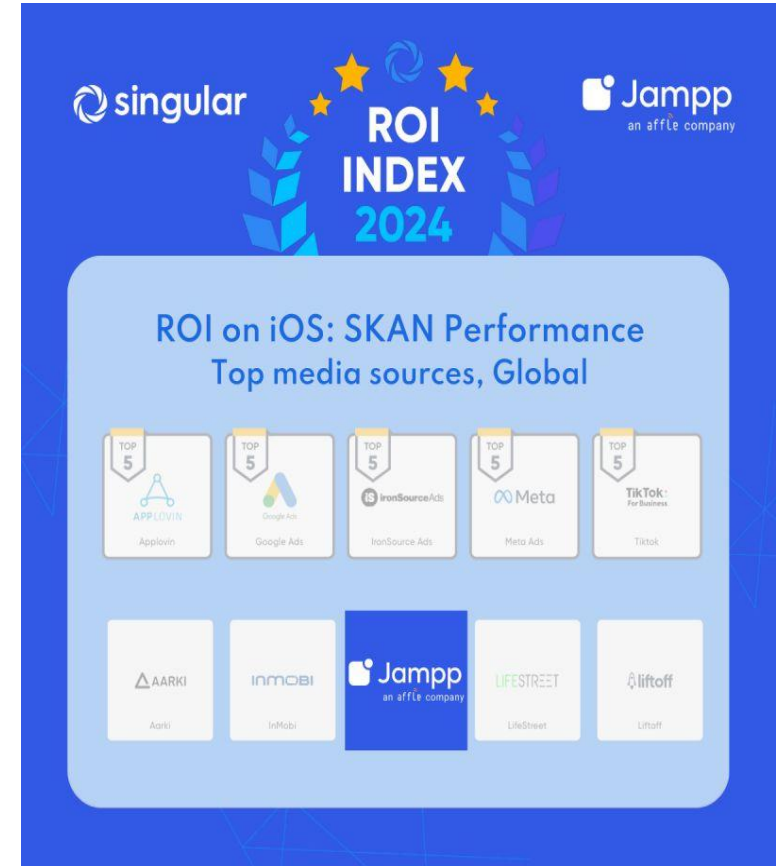 singular
Jampp
an affle company
ROI
INDEX
2024
ROI on iOS: SKAN Performance
Top media sources, Global
TOP
5
APPLOVIN
Applovin
TOP
5
Google Ads
Google Ads
TOP
5
iS ironSourceAds
IronSource Ads
TOP
5
Meta
Meta Ads
TOP
5
TikTok:
For Business
Tiktok
AARKI
Aarki
INMOBI
InMobi
Jampp
an affle company
LIFESTREET
LifeStreet
liftoff
Liftoff